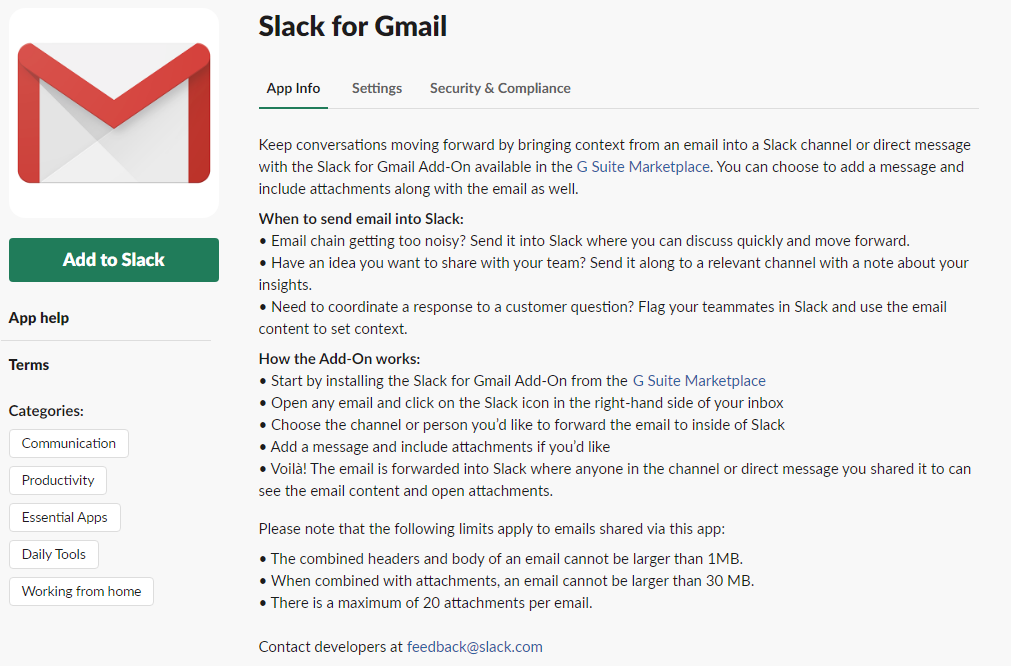 Slack for Gmail
App Info
Settings
Security & Compliance
Keep conversations moving forward by bringing context from an email into a Slack channel or direct message
with the Slack for Gmail Add-On available in the G Suite Marketplace. You can choose to add a message and
include attachments along with the email as well.
When to send email into Slack:
• Email chain getting too noisy? Send it into Slack where you can discuss quickly and move forward.
• Have an idea you want to share with your team? Send it along to a relevant channel with a note about your
insights.
• Need to coordinate a response to a customer question? Flag your teammates in Slack and use the email
content to set context.
How the Add-On works:
• Start by installing the Slack for Gmail Add-On from the G Suite Marketplace
• Open any email and click on the Slack icon in the right-hand side of your inbox
• Choose the channel or person you’d like to forward the email to inside of Slack
• Add a message and include attachments if you’d like
• Voilà! The email is forwarded into Slack where anyone in the channel or direct message you shared it to can
see the email content and open attachments.
Please note that the following limits apply to emails shared via this app:
• The combined headers and body of an email cannot be larger than 1MB.
• When combined with attachments, an email cannot be larger than 30 MB.
• There is a maximum of 20 attachments per email.
Contact developers at feedback@slack.com
Add to Slack
App help
Terms
Categories:
Communication
Productivity
Essential Apps
Daily Tools
Working from home